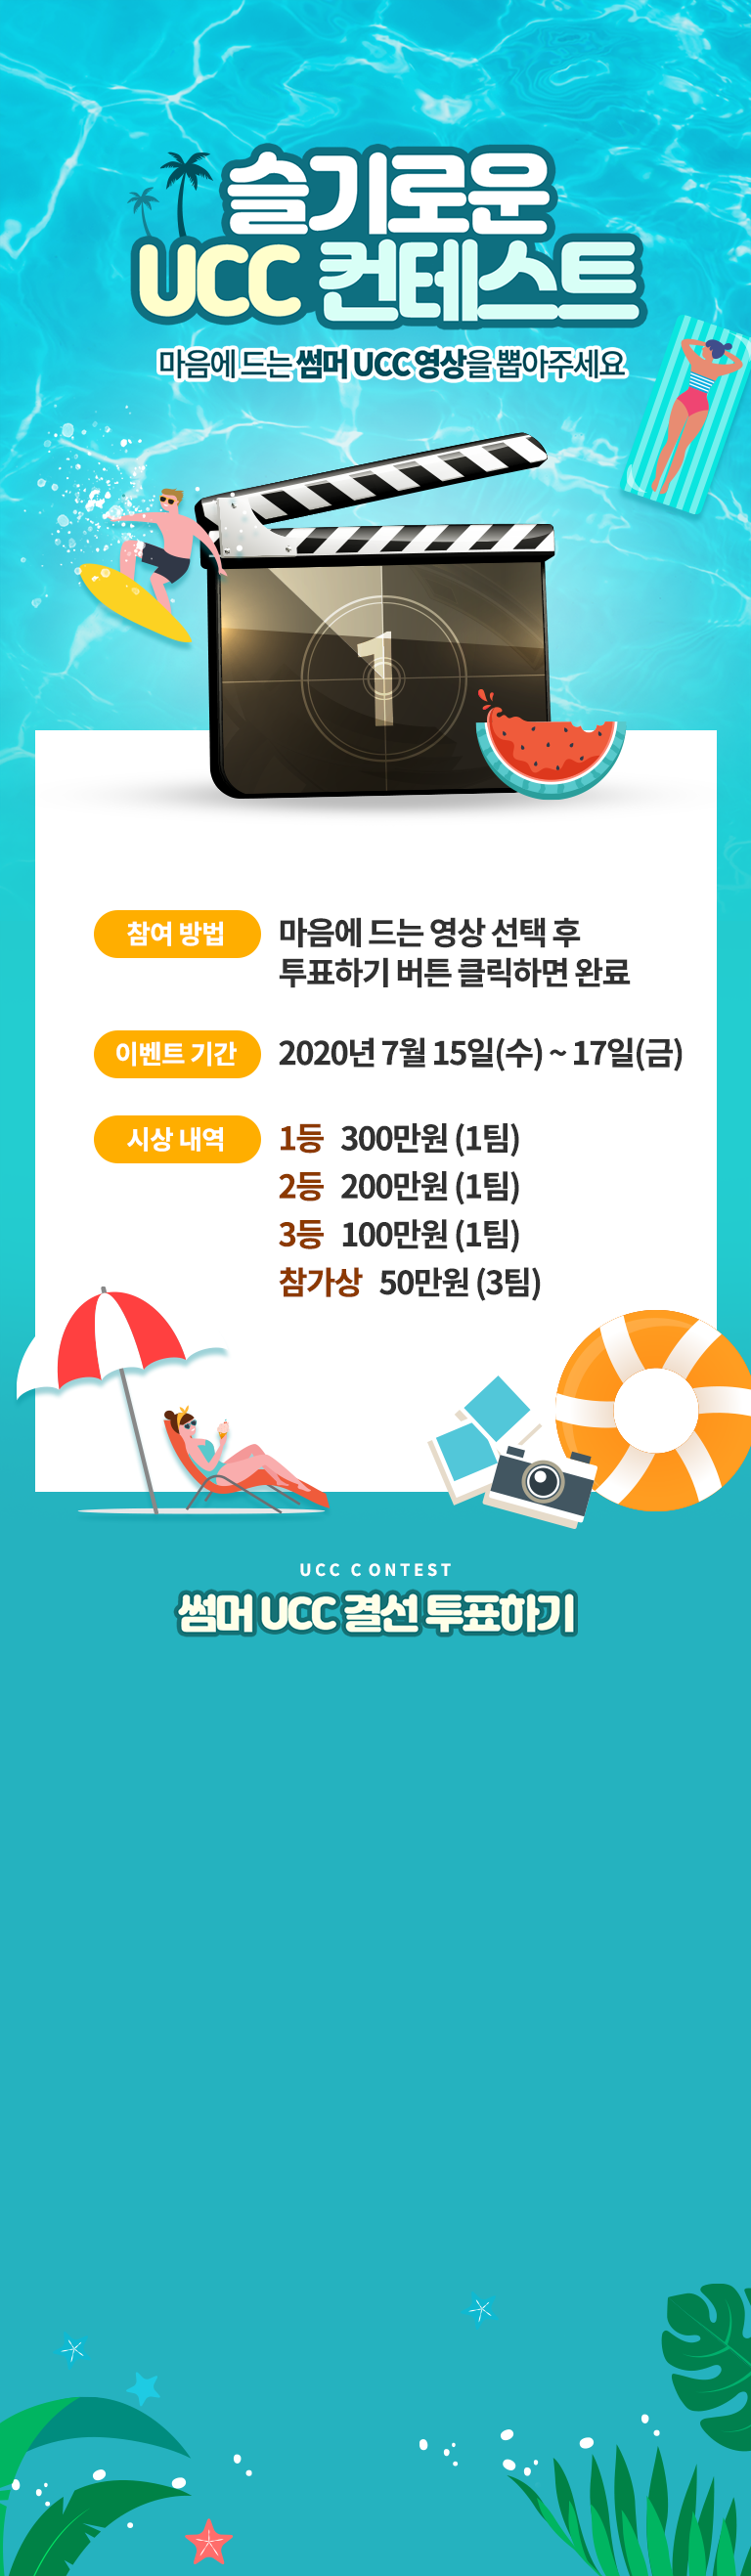 슬기로운
UCC 컨테스트
마음에 드는 썸머 UCC 영상을 뽑아주세요
1
참여 방법 마음에 드는 영상 선택 후
투표하기 버튼 클릭하면 완료
이벤트 기간 2020년 7월 15일(수) ~ 17일(금)
시상 내역 1등 300만원 (1팀)
2등 200만원 (1팀)
3등 100만원 (1팀)
참가상 50만원 (3팀)
UCC CONTEST
썸머 UCC 결선 투표하기